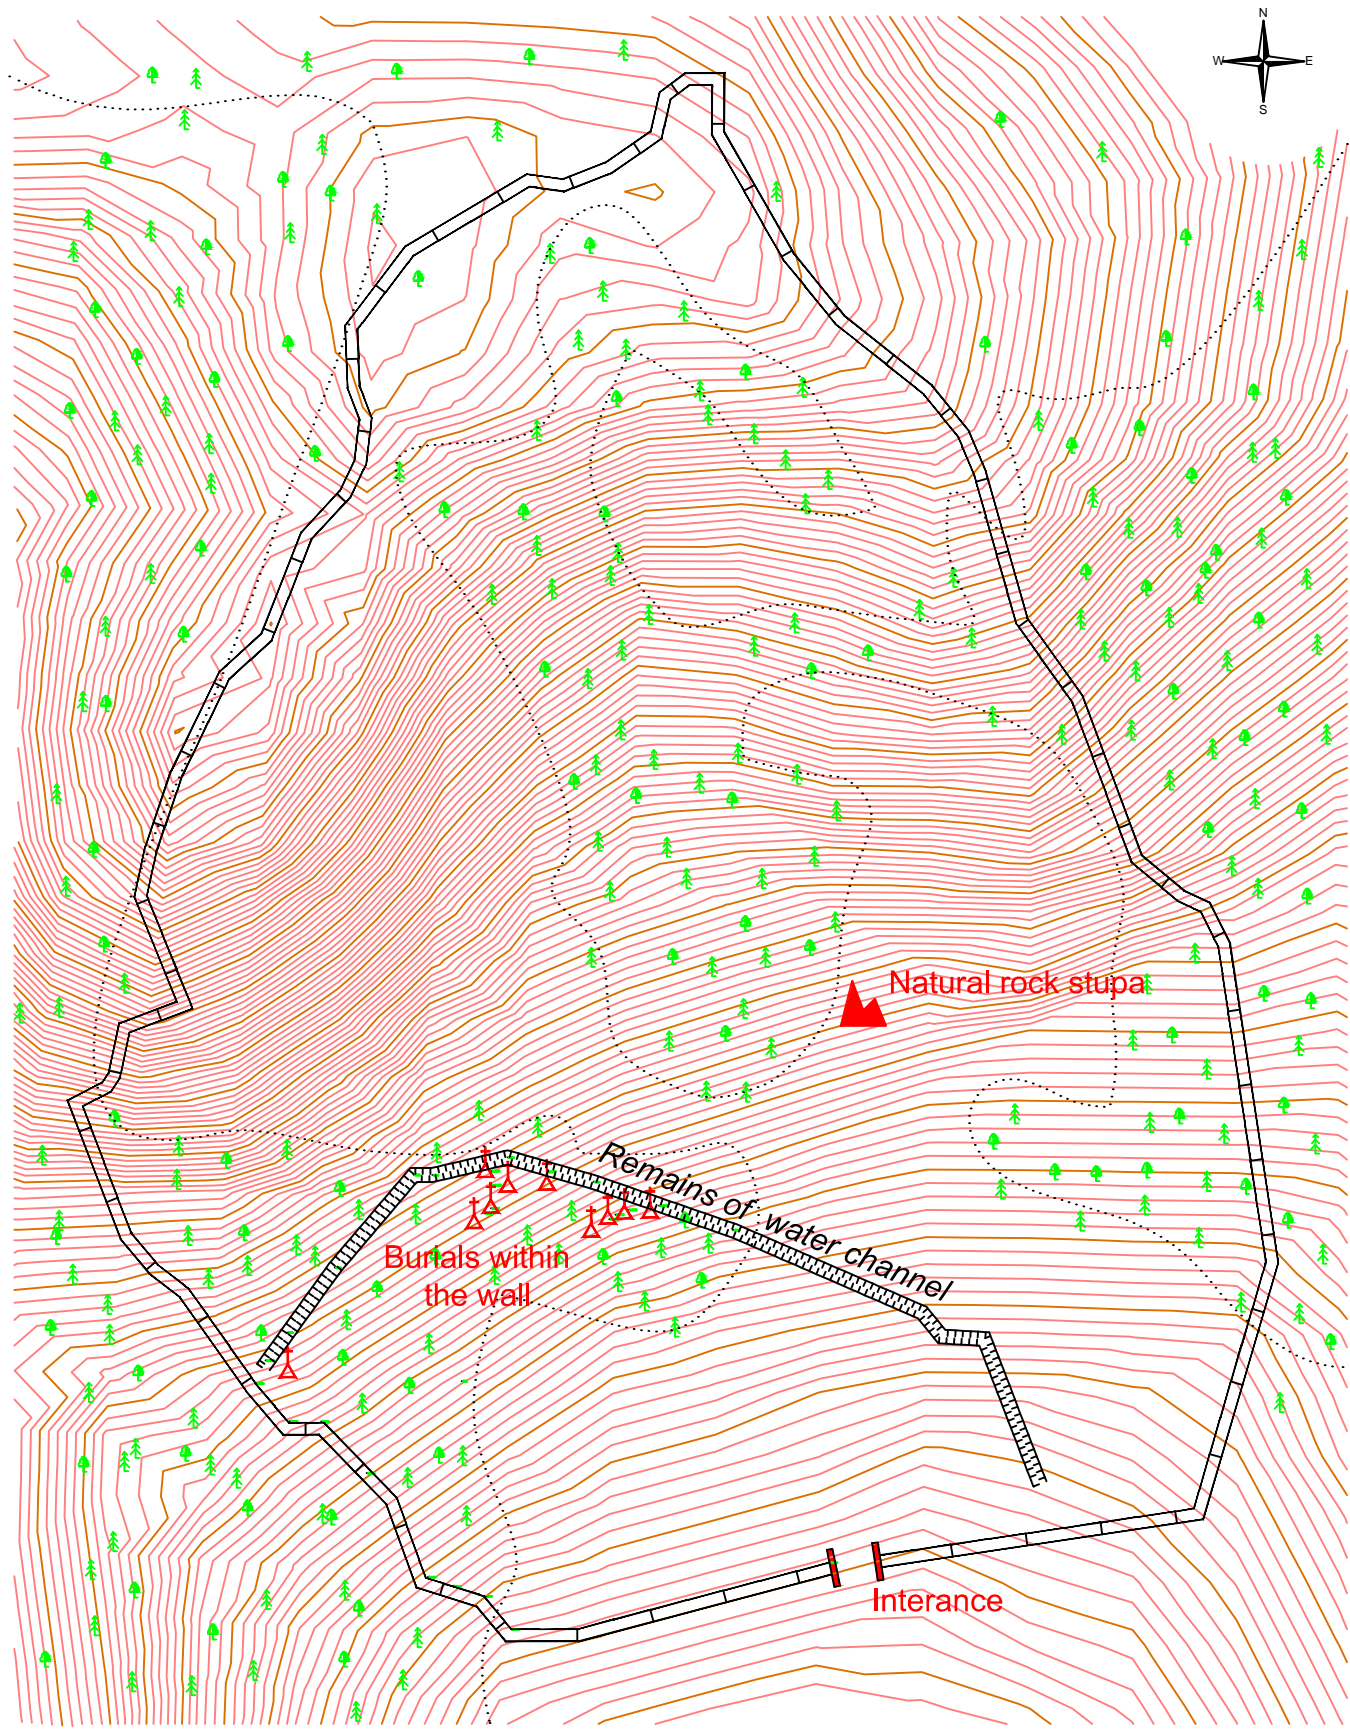 N
W E
S
Natural rock stupa
Remains of water channel
Burials within
the wall
Interance